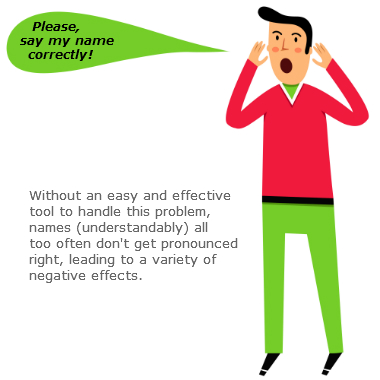 Please,
say my name
correctly!
Without an easy and effective
tool to handle this problem,
names (understandably) all
too often don't get pronounced
right, leading to a variety of
negative effects.